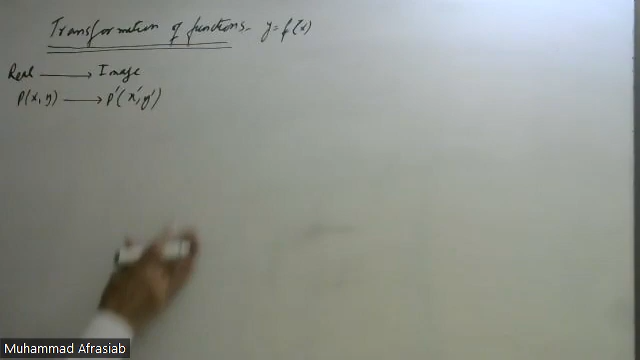 Transformation of functions. y = f(x)
Real → Image
P(x, y) → P'(x', y')
Muhammad Afrasiab